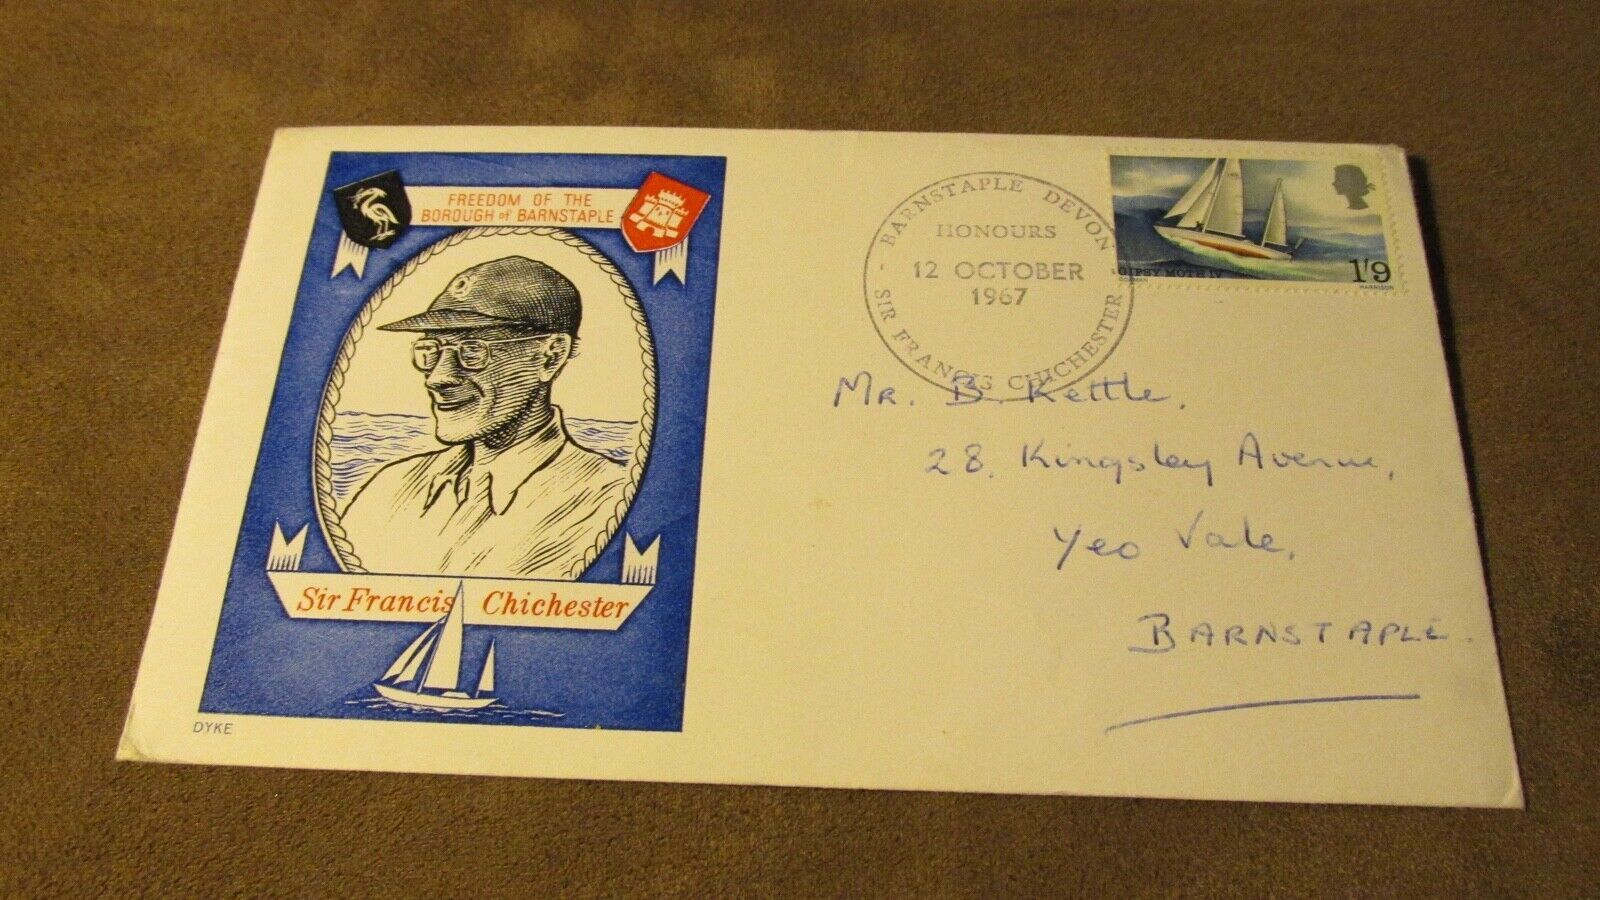 FREEDOM OF THE
BOROUGH of BARNSTAPLE
Sir Francis Chichester
DYKE
BARNSTAPLE DEVON
HONOURS
12 OCTOBER
1967
SIR FRANCIS CHICHESTER
GIPSY MOTH IV
1'9
HARRISON
Mr. B. Kettle,
28, Kingsley Avenue,
Yeo Vale,
BARNSTAPLE.